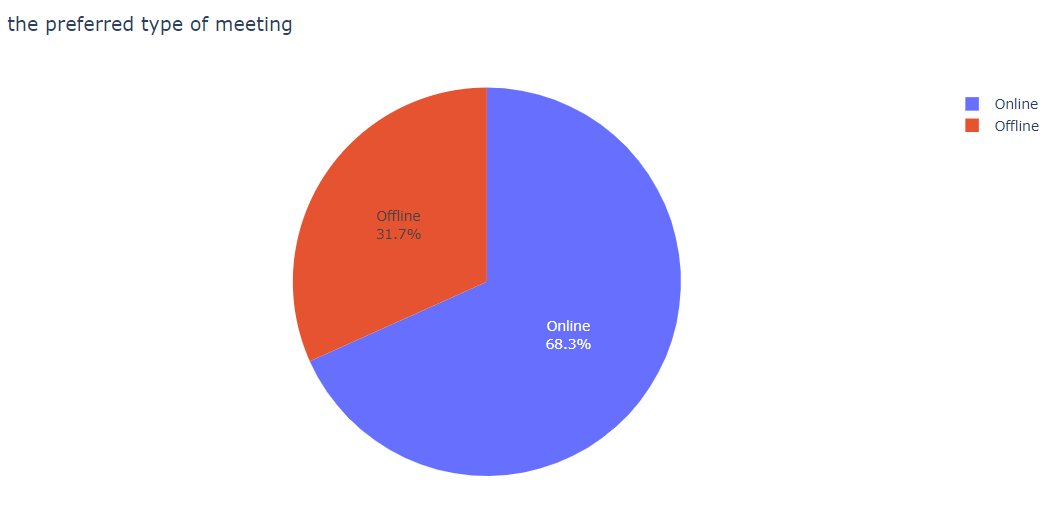 the preferred type of meeting
Online
Offline
Offline
31.7%
Online
68.3%